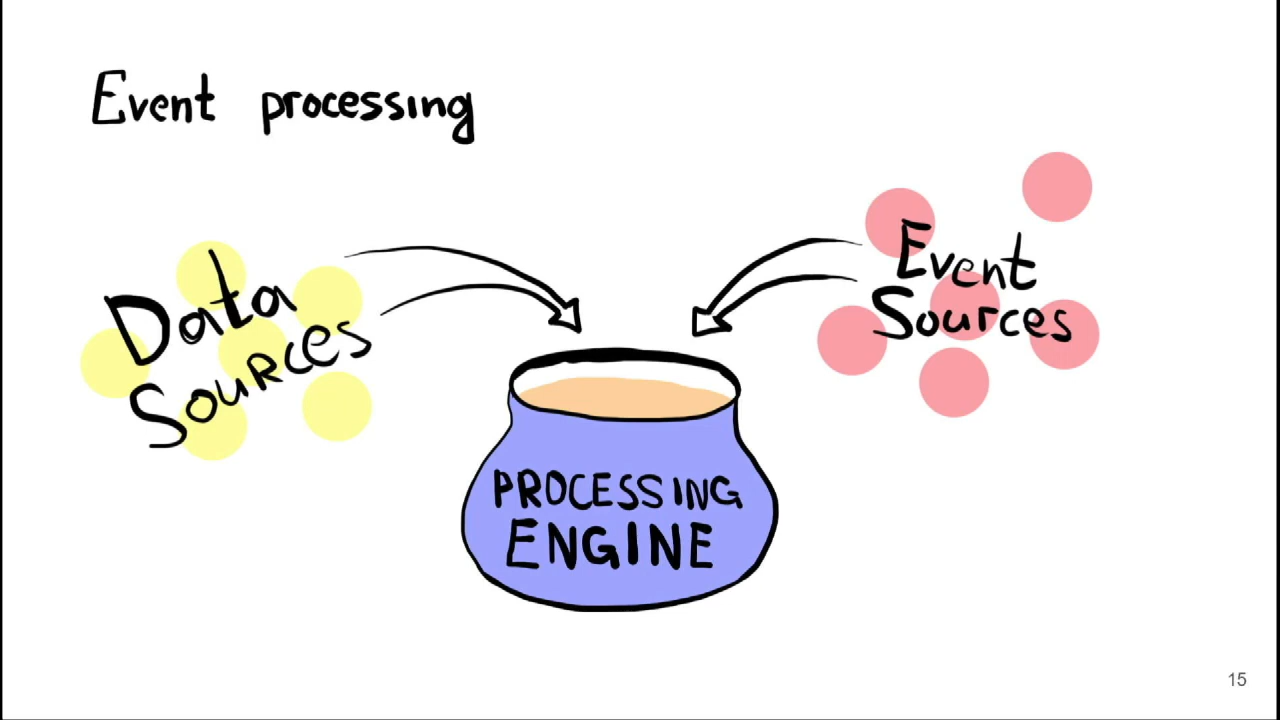 Event processing
Data
Sources
Event
Sources
PROCESSING
ENGINE
15